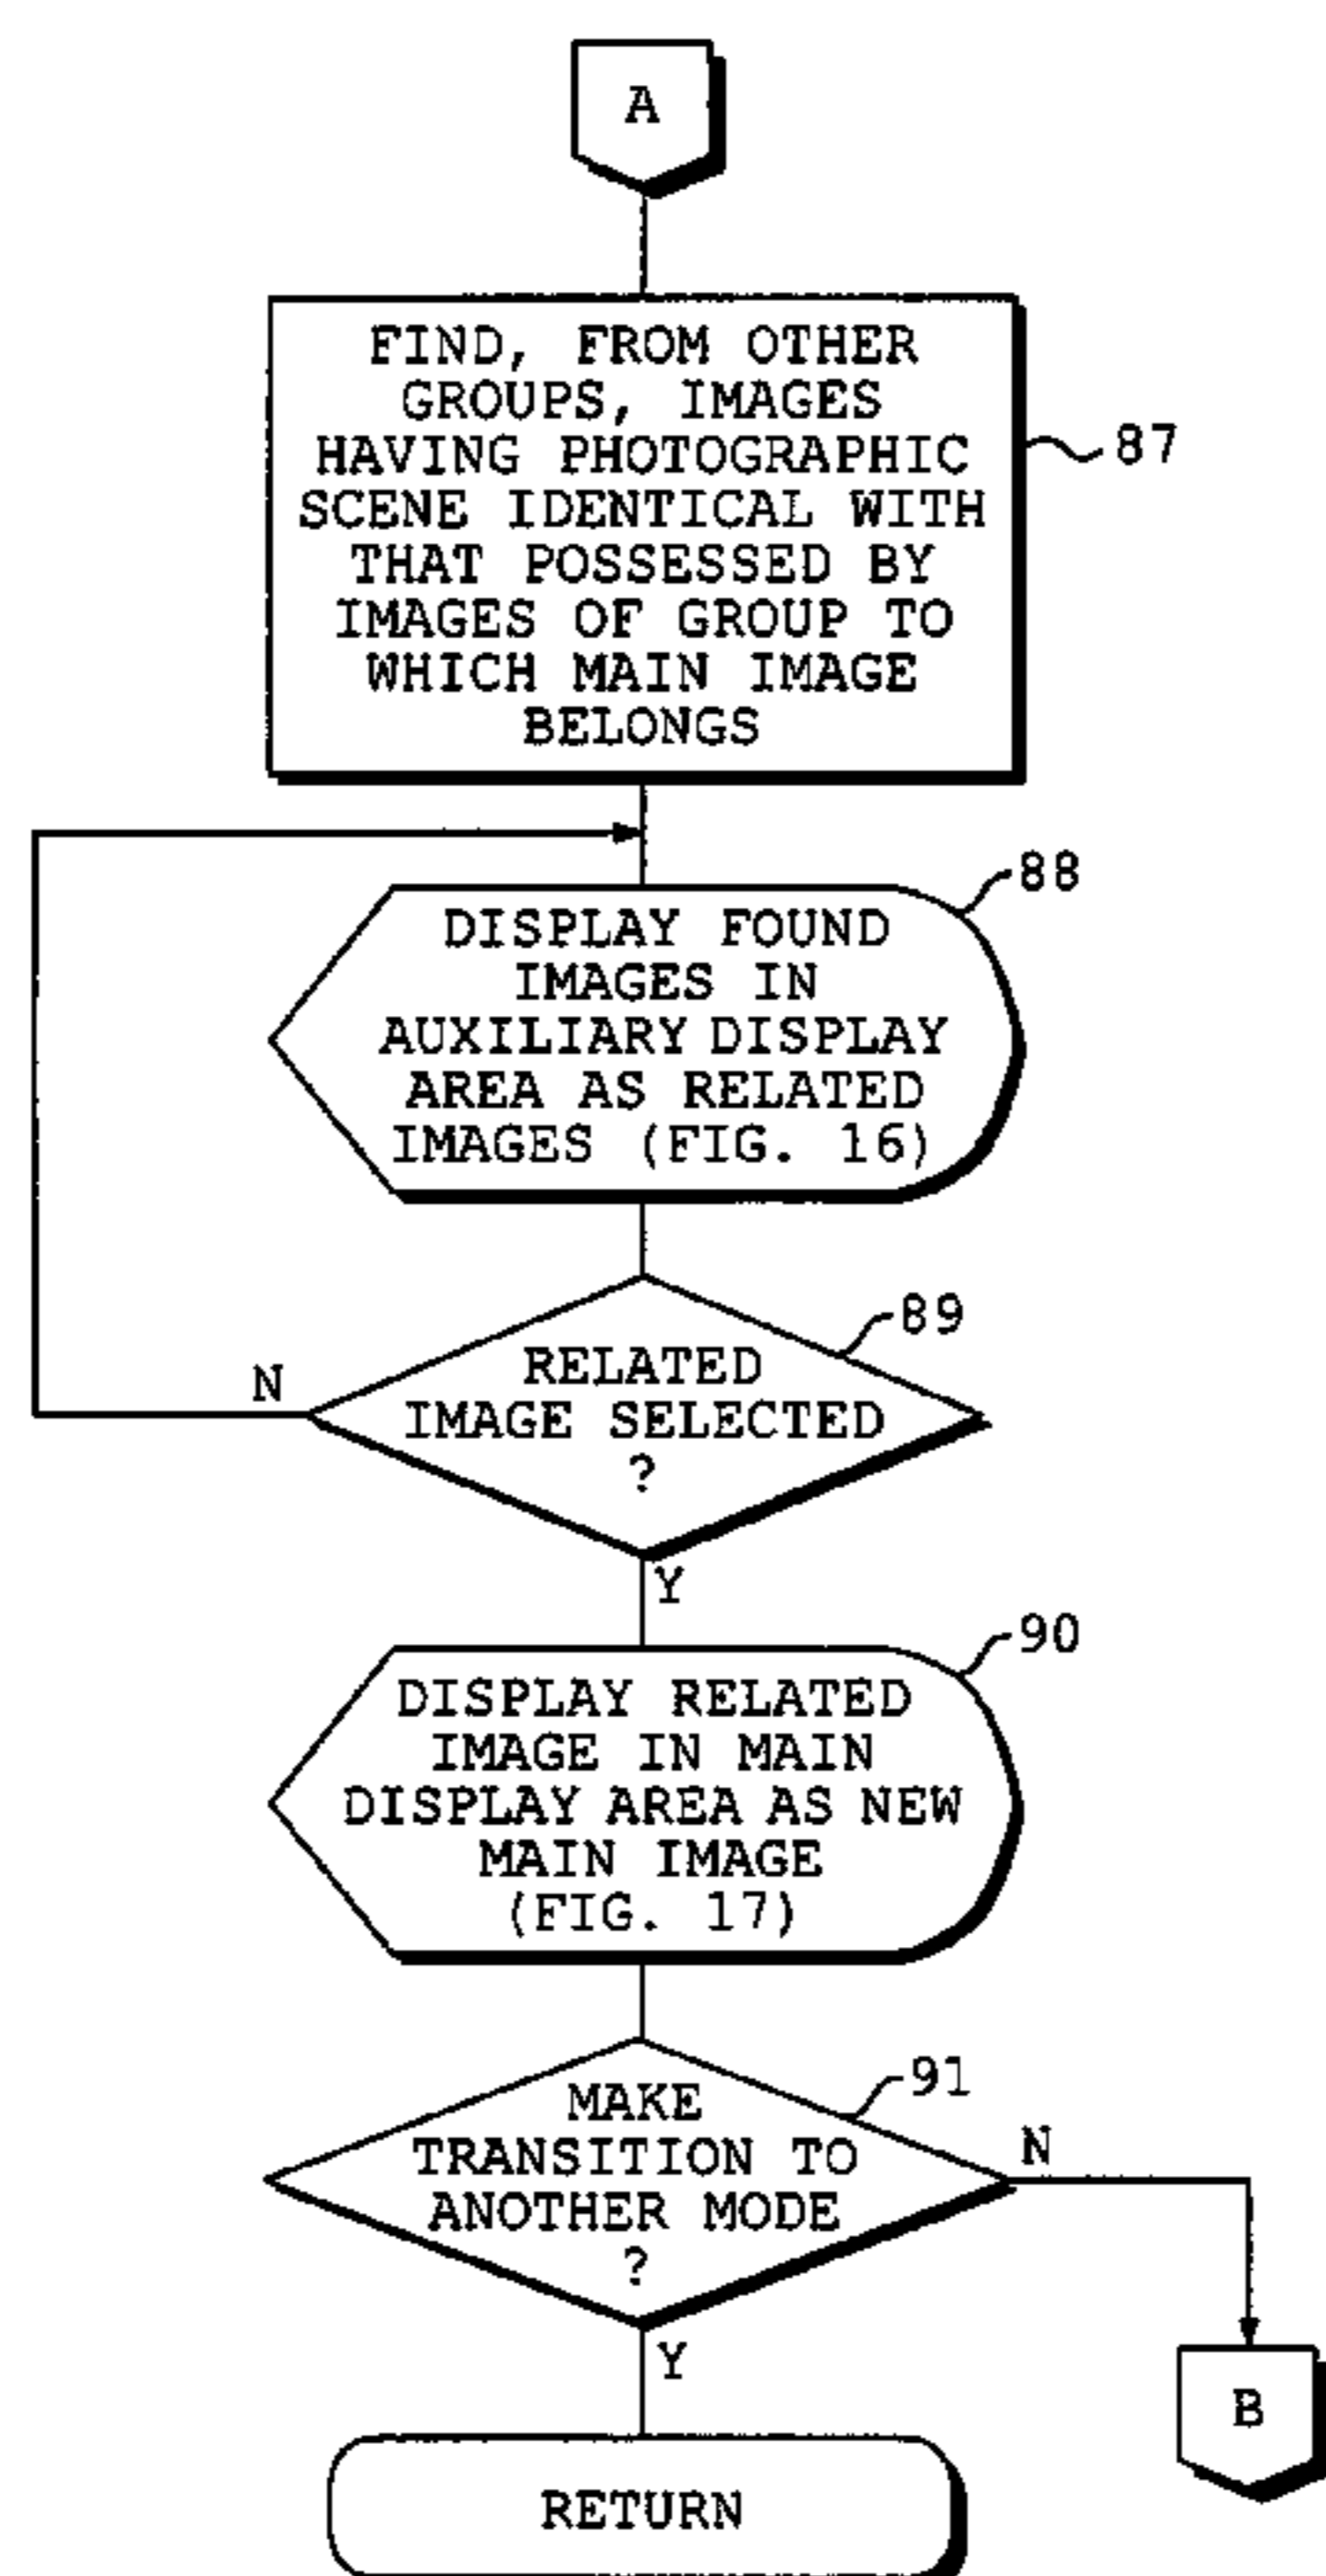 A
FIND, FROM OTHER
GROUPS, IMAGES
HAVING PHOTOGRAPHIC
SCENE IDENTICAL WITH
THAT POSSESSED BY
IMAGES OF GROUP TO
WHICH MAIN IMAGE
BELONGS
87
88
DISPLAY FOUND
IMAGES IN
AUXILIARY DISPLAY
AREA AS RELATED
IMAGES (FIG. 16)
89
RELATED
IMAGE SELECTED
?
N
Y
90
DISPLAY RELATED
IMAGE IN MAIN
DISPLAY AREA AS NEW
MAIN IMAGE
(FIG. 17)
91
MAKE
TRANSITION TO
ANOTHER MODE
?
N
Y
B
RETURN